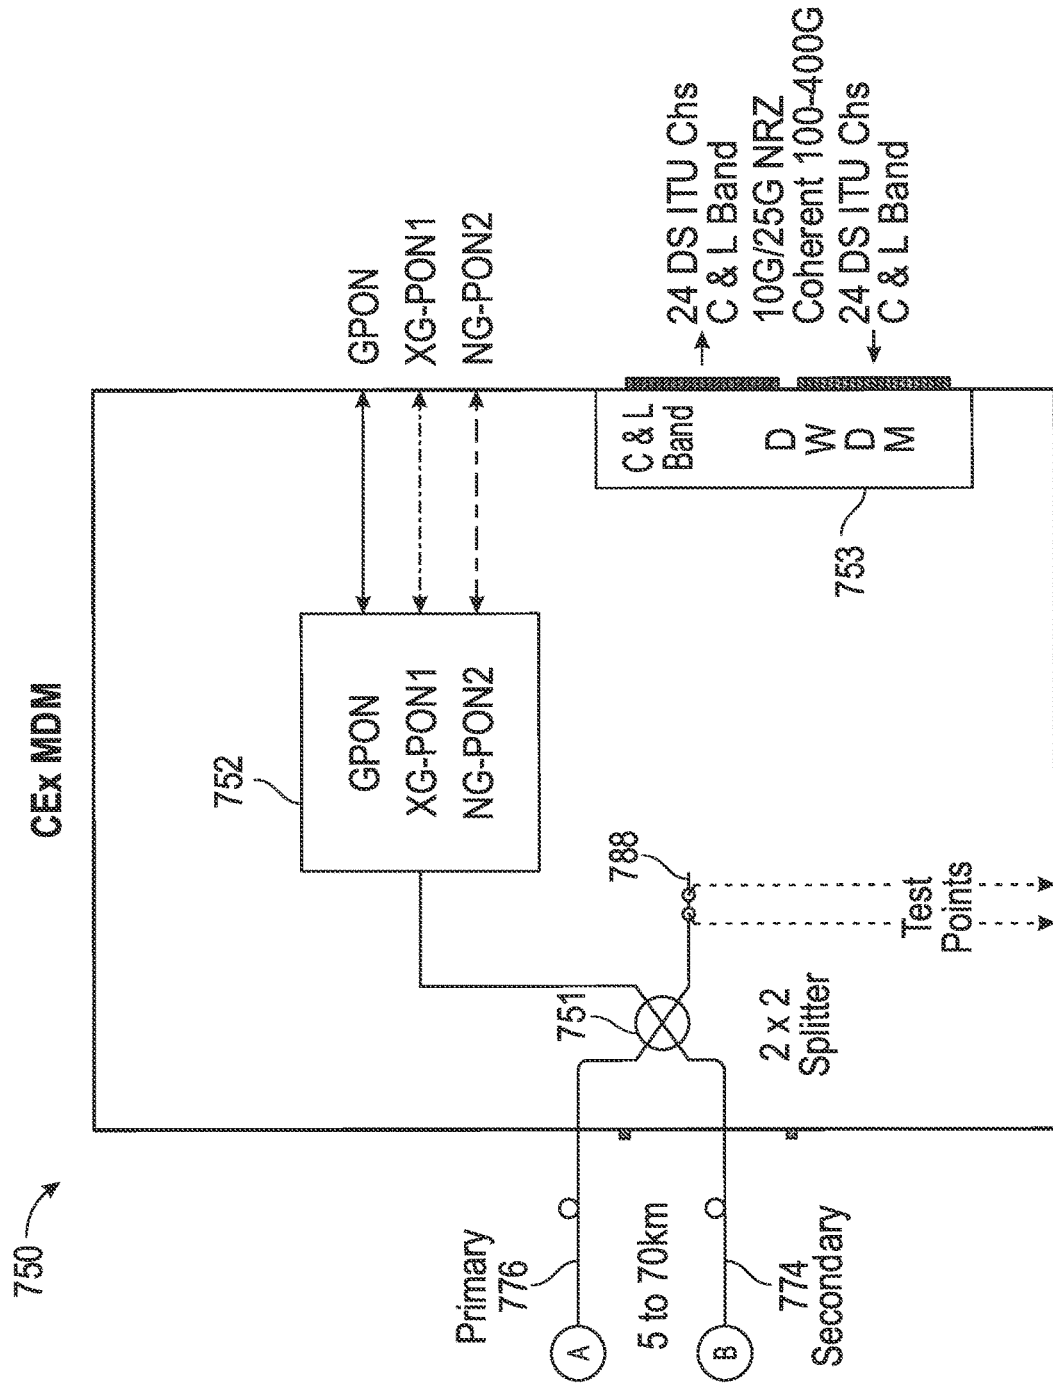 750
CEx MDM
752
GPON
XG-PON1
NG-PON2
GPON
XG-PON1
NG-PON2
Primary
776
A
5 to 70km
B
774
Secondary
751
2 x 2
Splitter
788
Test
Points
753
C & L
Band
D
W
D
M
24 DS ITU Chs
C & L Band
10G/25G NRZ
Coherent 100-400G
24 DS ITU Chs
C & L Band